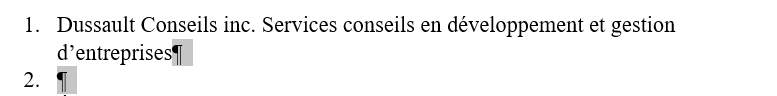 1. Dussault Conseils inc. Services conseils en développement et gestion
d’entreprises¶
2. ¶